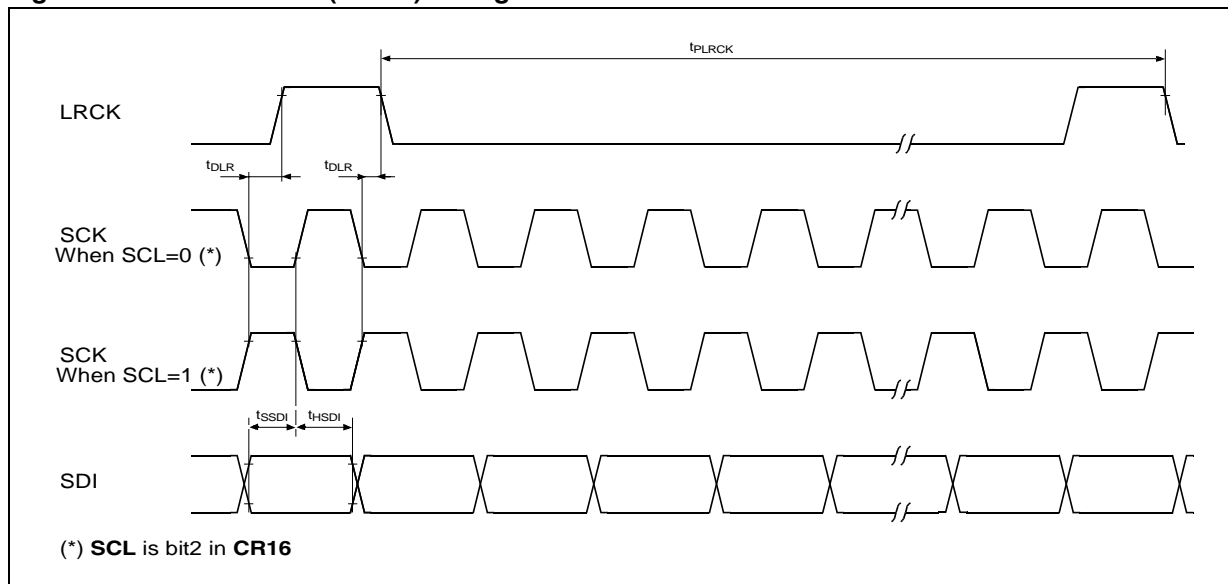 tPLRCK
LRCK
tDLR tDLR
SCK
When SCL=0 (*)
SCK
When SCL=1 (*)
tSSDI tHSDI
SDI
(*) SCL is bit2 in CR16